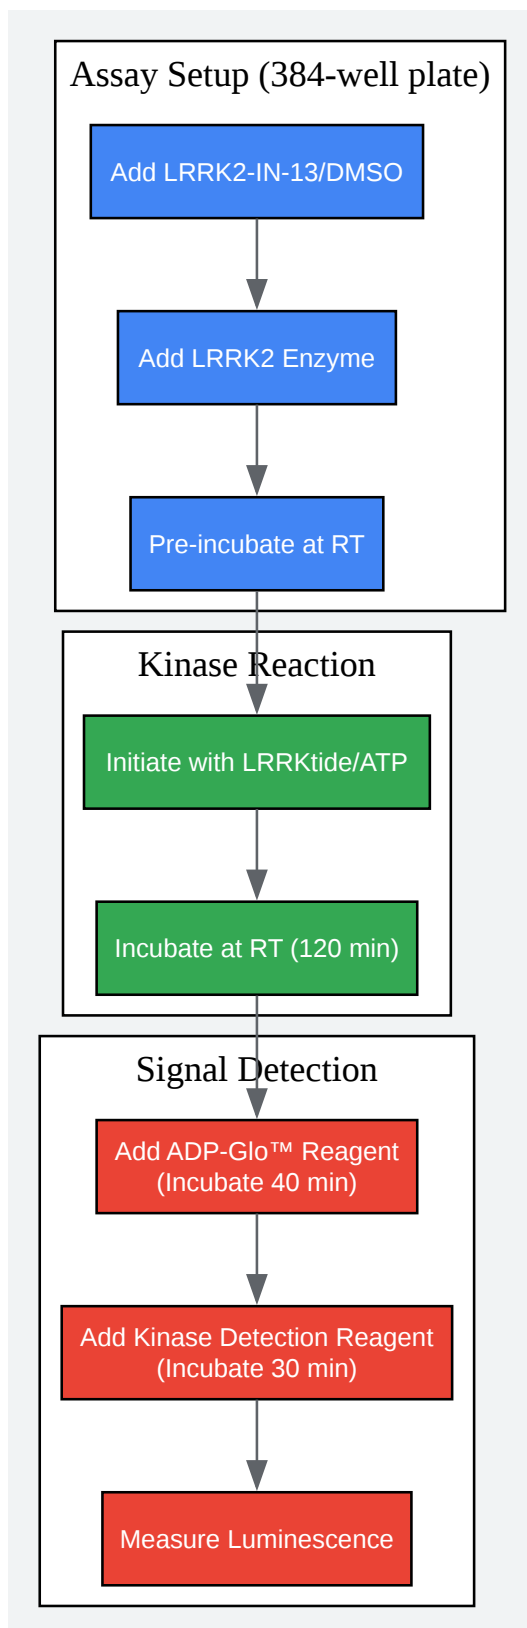 Assay Setup (384-well plate)
Add LRRK2-IN-13/DMSO
Add LRRK2 Enzyme
Pre-incubate at RT
Kinase Reaction
Initiate with LRRKtide/ATP
Incubate at RT (120 min)
Signal Detection
Add ADP-Glo™ Reagent
(Incubate 40 min)
Add Kinase Detection Reagent
(Incubate 30 min)
Measure Luminescence